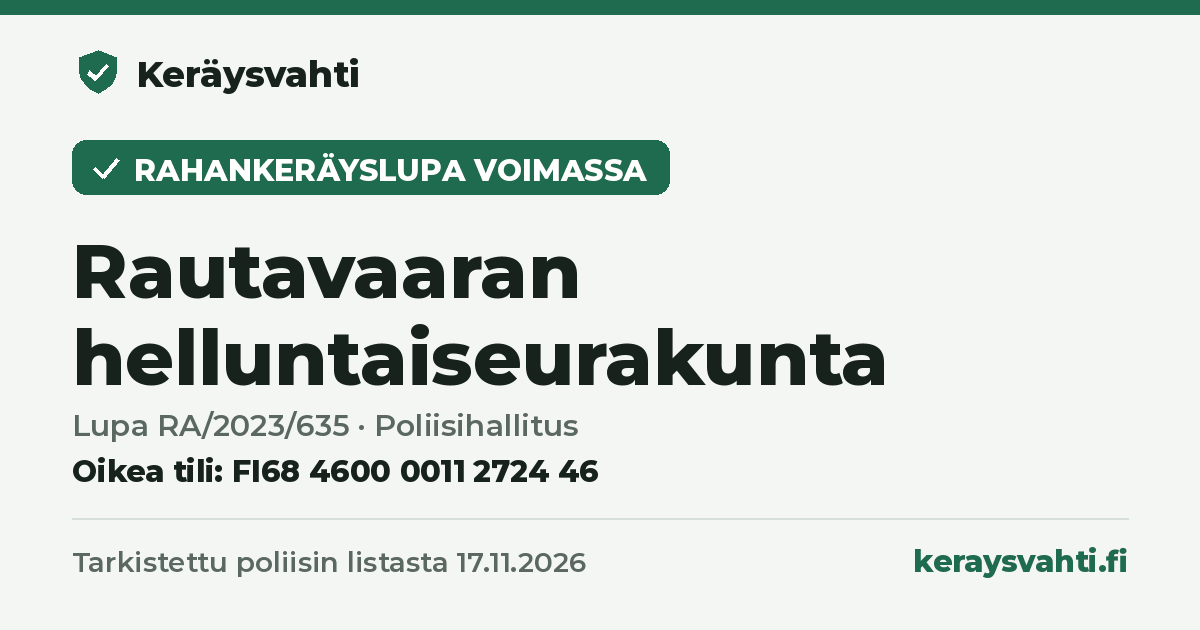 Keräysvahti
RAHANKERÄYSLUPA VOIMASSA
Rautavaaran
helluntaiseurakunta
Lupa RA/2023/635 · Poliisihallitus
Oikea tili: FI68 4600 0011 2724 46
Tarkistettu poliisin listasta 17.11.2026
keraysvahti.fi